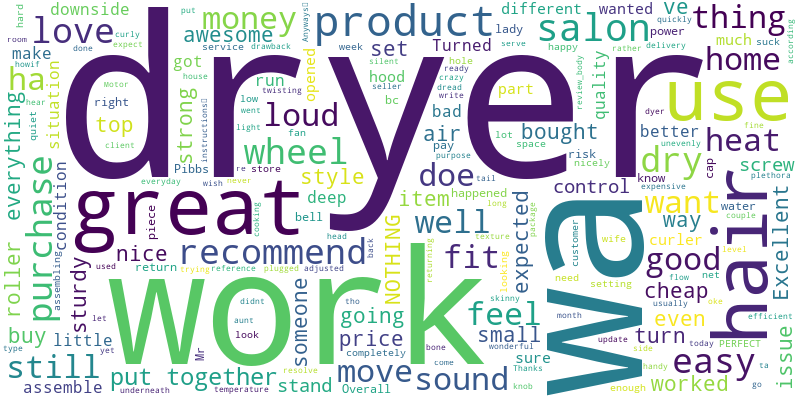 dryer
work
wa
great
hair
use
product
salon
thing
love
money
awesome
downside
ha
make
different
wanted
ve
much
suck
home
heat
dry
want
way
screw
control
know
cap
good
cheap
curler
even
easy
turn
worked
issue
Excellent
quality
bought
better
risk
nicely
space
lot
pay
purpose
air
bad
part
power
happy
lady
serve
set
Turned
hood
hole
ready
crazy
dread
write
bc
seller
silent
week
drawback
service
put
got
run
opened
loud
wheel
strong
top
right
client
situation
everything
howif
hear
quiet
hard
room
done
curly
expect
house
instructions
Motor
twisting
low
went
light
fan
Pibbs
re
store
wish
never
everyday
style
deep
bell
cooking
item
happened
tail
long
texture
package
doe
well
fit
feel
expected
returning
looking
NOTHING
condition
purchase
roller
assembling
piece
nice
sturdy
recommend
return
used
trying
reference
plugged
adjusted
head
back
didnt
tho
going
someone
price
small
skinny
wonderful
sure
Thanks
knob
come
bone
completely
move
sound
Overall
stand
resolve
aunt
look
little
buy
let
yet
type
still
assemble
Mr
put together
underneath
temperature
customer
wife
need
setting
month
update
side
today
PERFECT
usually
oke
handy
enough
go
flow
net
level
couple
water
expensive
plethora
unevenly
dyer
fine
according
quickly
delivery
rather
review_body
efficient
ta